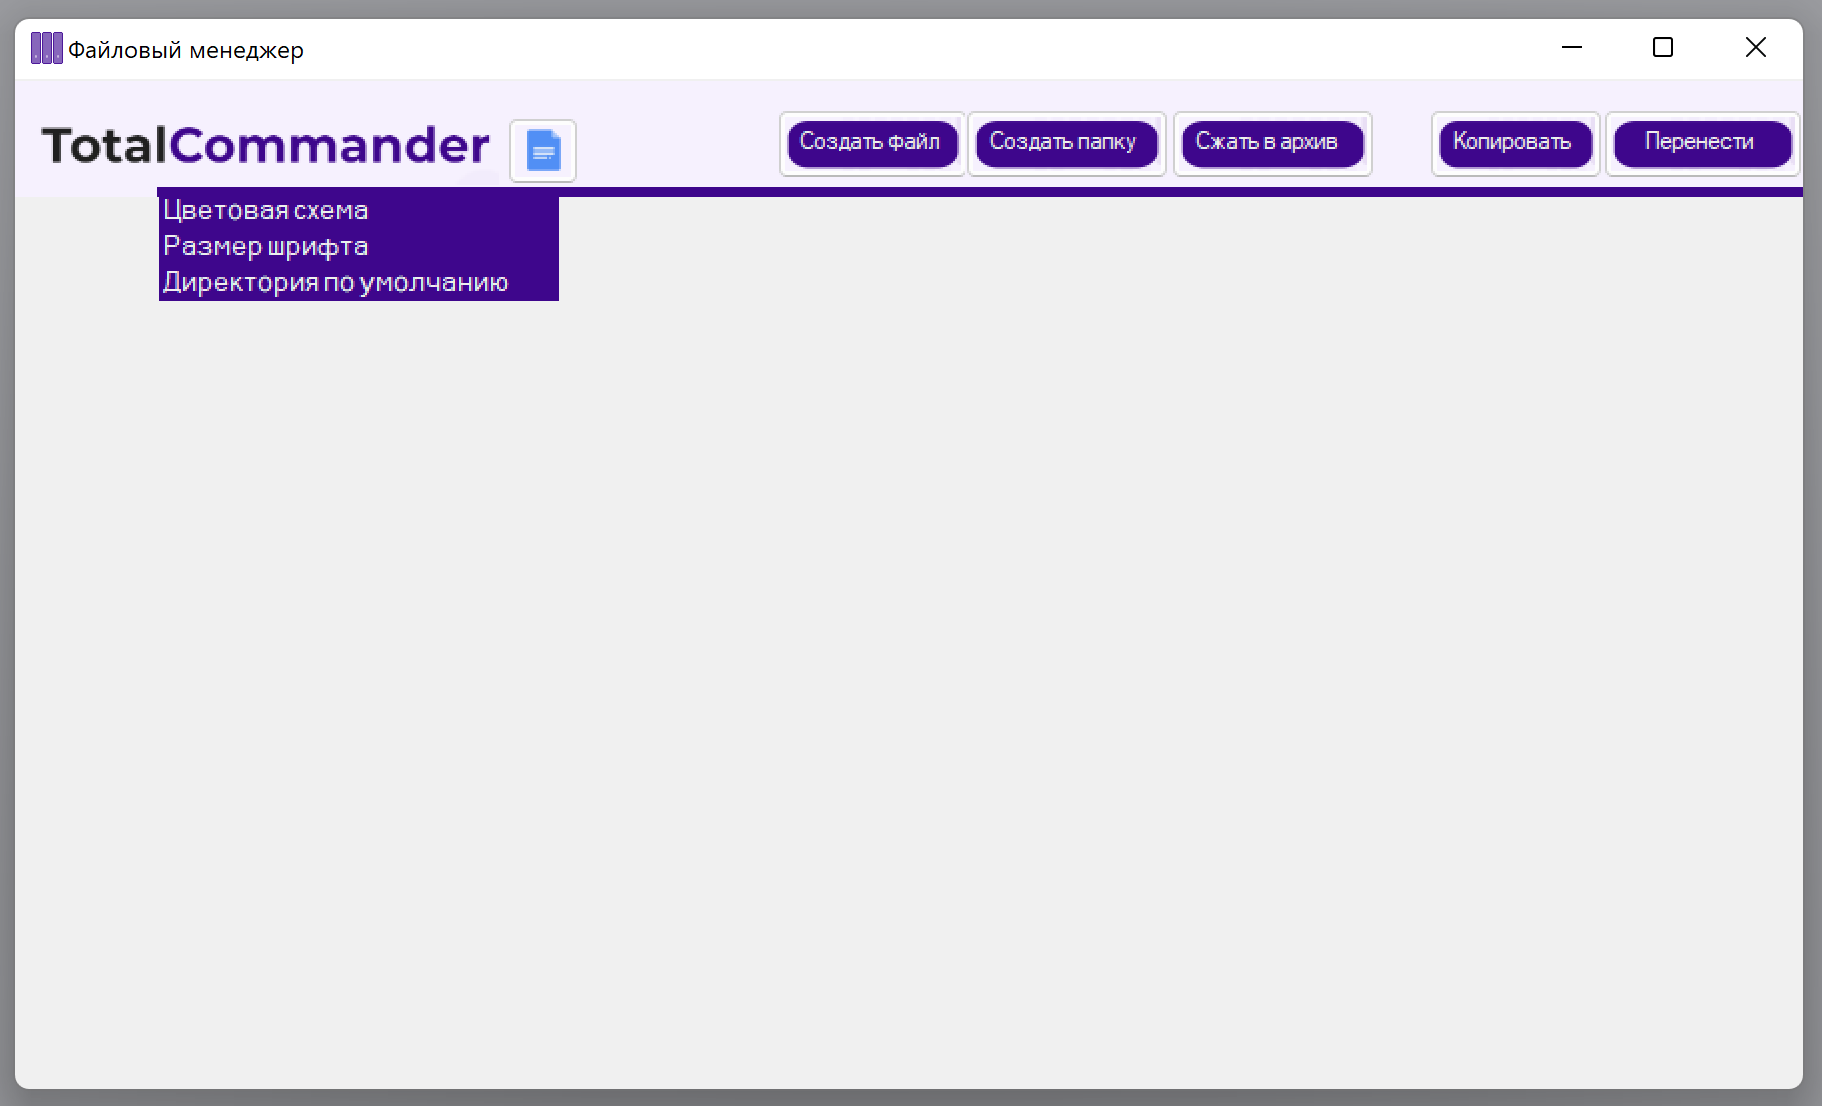 Файловый менеджер
TotalCommander
Создать файл
Создать папку
Сжать в архив
Копировать
Перенести
Цветовая схема
Размер шрифта
Директория по умолчанию